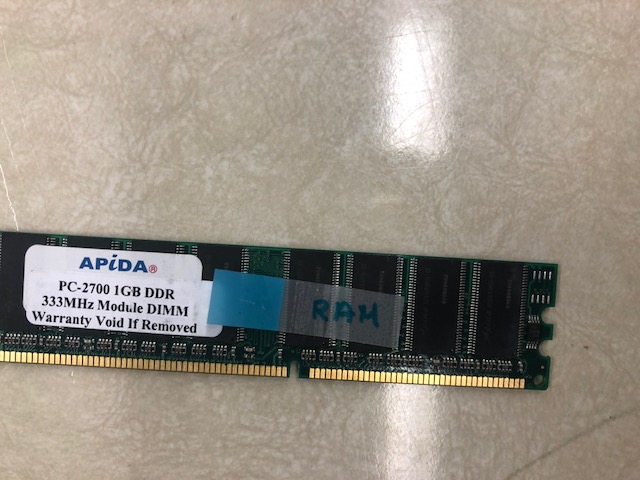 APiDA®
PC-2700 1GB DDR
333MHz Module DIMM
Warranty Void If Removed
RAM